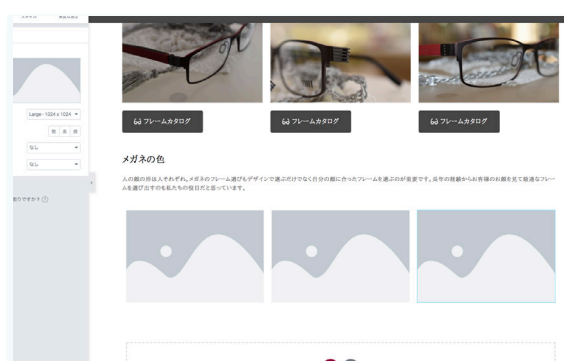 スタイル
Large - 1024 x 1024
なし
なし
フレームカタログ
フレームカタログ
フレームカタログ
メガネの色
人の顔の形は人それぞれ。メガネのフレーム選びもデザインで選ぶだけでなく自分の顔に合ったフレームを選ぶのが重要です。長年の経験からお客様のお顔を見て最適なフレー
ムを選び出すのも私たちの役目だと思っています。